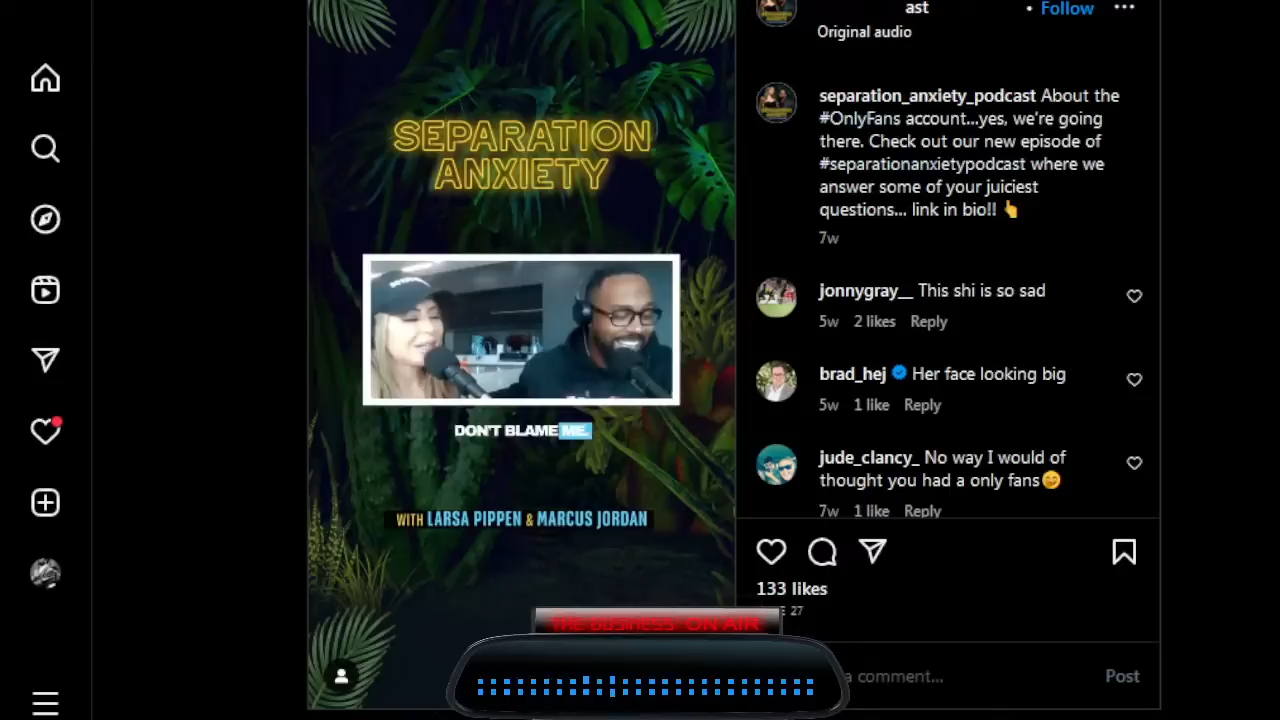 ast
• Follow
Original audio
SEPARATION
ANXIETY
DON'T BLAME ME.
WITH LARSA PIPPEN & MARCUS JORDAN
separation_anxiety_podcast About the
#OnlyFans account...yes, we're going
there. Check out our new episode of
#separationanxietypodcast where we
answer some of your juiciest
questions... link in bio!! 👆
7w
jonnygray__ This shi is so sad
5w 2 likes Reply
brad_hej Her face looking big
5w 1 like Reply
jude_clancy_ No way I would of
thought you had a only fans😊
7w 1 like Reply
133 likes
E 27
THE BUSINESS: ON AIR
a comment...
Post